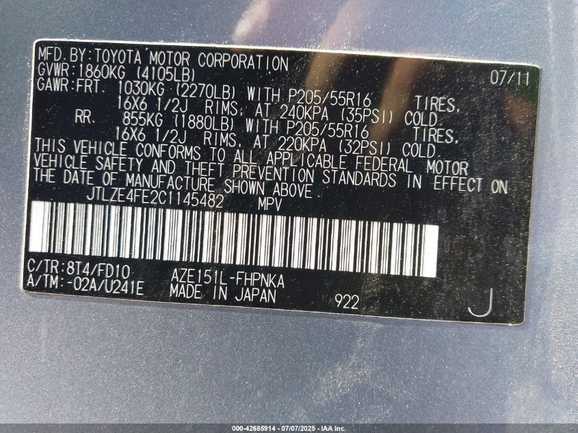 MFD. BY: TOYOTA MOTOR CORPORATION 07/11
GVWR: 1860KG (4105LB)
GAWR: FRT. 1030KG (2270LB) WITH P205/55R16 TIRES,
16X6 1/2J RIMS, AT 240KPA (35PSI) COLD.
RR. 855KG (1880LB) WITH P205/55R16 TIRES,
16X6 1/2J RIMS, AT 220KPA (32PSI) COLD.
THIS VEHICLE CONFORMS TO ALL APPLICABLE FEDERAL MOTOR
VEHICLE SAFETY AND THEFT PREVENTION STANDARDS IN EFFECT ON
THE DATE OF MANUFACTURE SHOWN ABOVE.
JTLZE4FE2C1145482 MPV
C/TR: 8T4/FD10 AZE151L-FHPNKA
A/TM: -02A/U241E MADE IN JAPAN 922 J
000-42685914 - 07/07/2025 - IAA Inc.